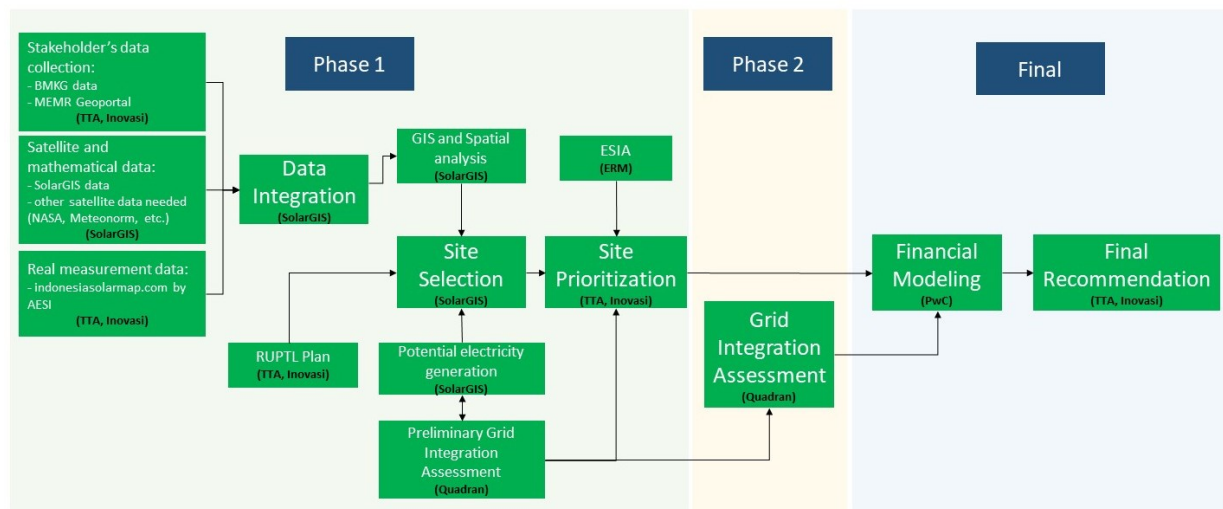 Phase 1
Phase 2
Final
Stakeholder's data
collection:
- BMKG data
- MEMR Geoportal
(TTA, Inovasi)
Satellite and
mathematical data:
- SolarGIS data
- other satellite data needed
(NASA, Meteonorm, etc.)
(SolarGIS)
Real measurement data:
- indonesiasolarmap.com by
AESI
(TTA, Inovasi)
Data
Integration
(SolarGIS)
GIS and Spatial
analysis
(SolarGIS)
ESIA
(ERM)
Site
Selection
(SolarGIS)
Site
Prioritization
(TTA, Inovasi)
RUPTL Plan
(TTA, Inovasi)
Potential electricity
generation
(SolarGIS)
Preliminary Grid
Integration
Assessment
(Quadran)
Grid
Integration
Assessment
(Quadran)
Financial
Modeling
(PwC)
Final
Recommendation
(TTA, Inovasi)